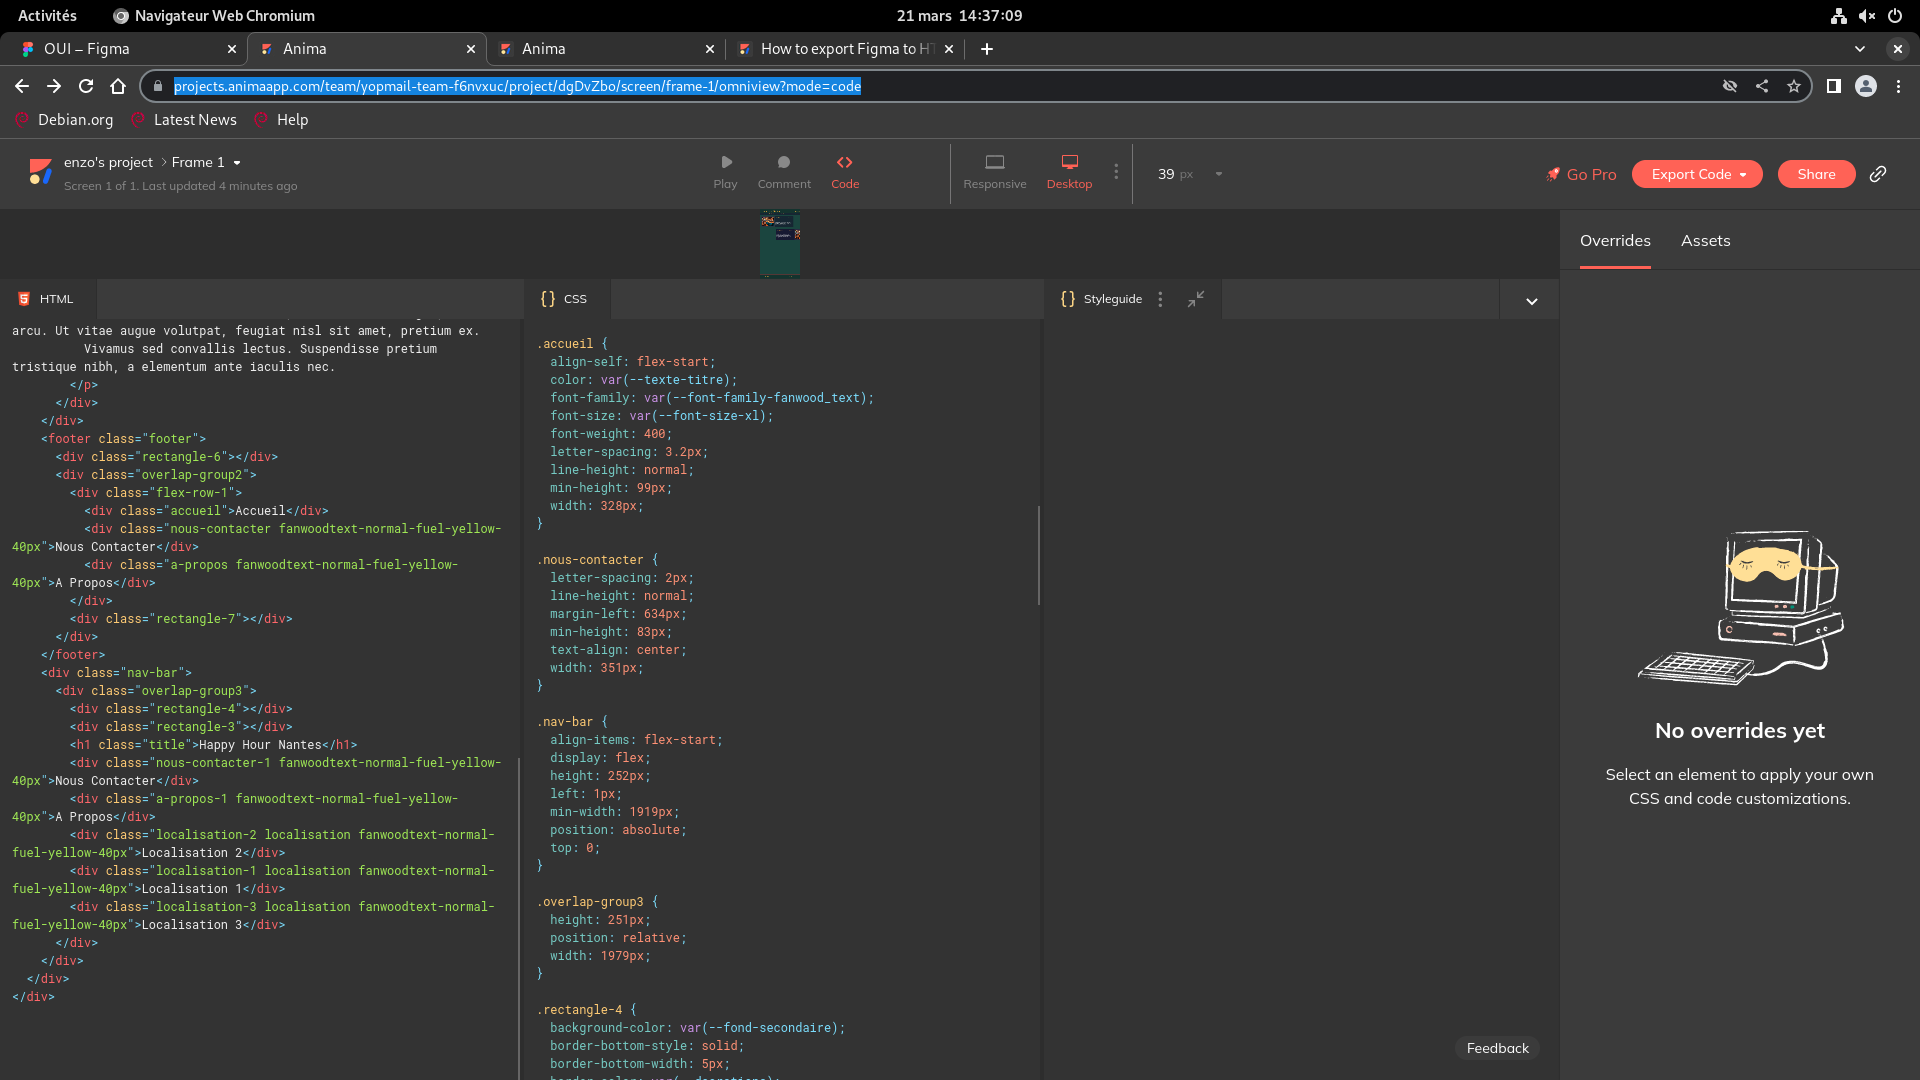 Activités
Navigateur Web Chromium
21 mars 14:37:09
OUI – Figma
Anima
Anima
How to export Figma to HT
projects.animaapp.com/team/yopmail-team-f6nvxuc/project/dgDvZbo/screen/frame-1/omniview?mode=code
Debian.org
Latest News
Help
enzo's project
Frame 1
Screen 1 of 1. Last updated 4 minutes ago
Play
Comment
Code
Responsive
Desktop
39 px
Go Pro
Export Code
Share
Overrides
Assets
HTML
arcu. Ut vitae augue volutpat, feugiat nisl sit amet, pretium ex.
Vivamus sed convallis lectus. Suspendisse pretium
tristique nibh, a elementum ante iaculis nec.
</p>
</div>
</div>
<footer class="footer">
<div class="rectangle-6"></div>
<div class="overlap-group2">
<div class="flex-row-1">
<div class="accueil">Accueil</div>
<div class="nous-contacter fanwoodtext-normal-fuel-yellow-
40px">Nous Contacter</div>
<div class="a-propos fanwoodtext-normal-fuel-yellow-
40px">A Propos</div>
</div>
<div class="rectangle-7"></div>
</div>
</footer>
<div class="nav-bar">
<div class="overlap-group3">
<div class="rectangle-4"></div>
<div class="rectangle-3"></div>
<h1 class="title">Happy Hour Nantes</h1>
<div class="nous-contacter-1 fanwoodtext-normal-fuel-yellow-
40px">Nous Contacter</div>
<div class="a-propos-1 fanwoodtext-normal-fuel-yellow-
40px">A Propos</div>
<div class="localisation-2 localisation fanwoodtext-normal-
fuel-yellow-40px">Localisation 2</div>
<div class="localisation-1 localisation fanwoodtext-normal-
fuel-yellow-40px">Localisation 1</div>
<div class="localisation-3 localisation fanwoodtext-normal-
fuel-yellow-40px">Localisation 3</div>
</div>
</div>
</div>
</div>
{} CSS
.accueil {
align-self: flex-start;
color: var(--texte-titre);
font-family: var(--font-family-fanwood_text);
font-size: var(--font-size-xl);
font-weight: 400;
letter-spacing: 3.2px;
line-height: normal;
min-height: 99px;
width: 328px;
}
.nous-contacter {
letter-spacing: 2px;
line-height: normal;
margin-left: 634px;
min-height: 83px;
text-align: center;
width: 351px;
}
.nav-bar {
align-items: flex-start;
display: flex;
height: 252px;
left: 1px;
min-width: 1919px;
position: absolute;
top: 0;
}
.overlap-group3 {
height: 251px;
position: relative;
width: 1979px;
}
.rectangle-4 {
background-color: var(--fond-secondaire);
border-bottom-style: solid;
border-bottom-width: 5px;
{} Styleguide
No overrides yet
Select an element to apply your own
CSS and code customizations.
Feedback